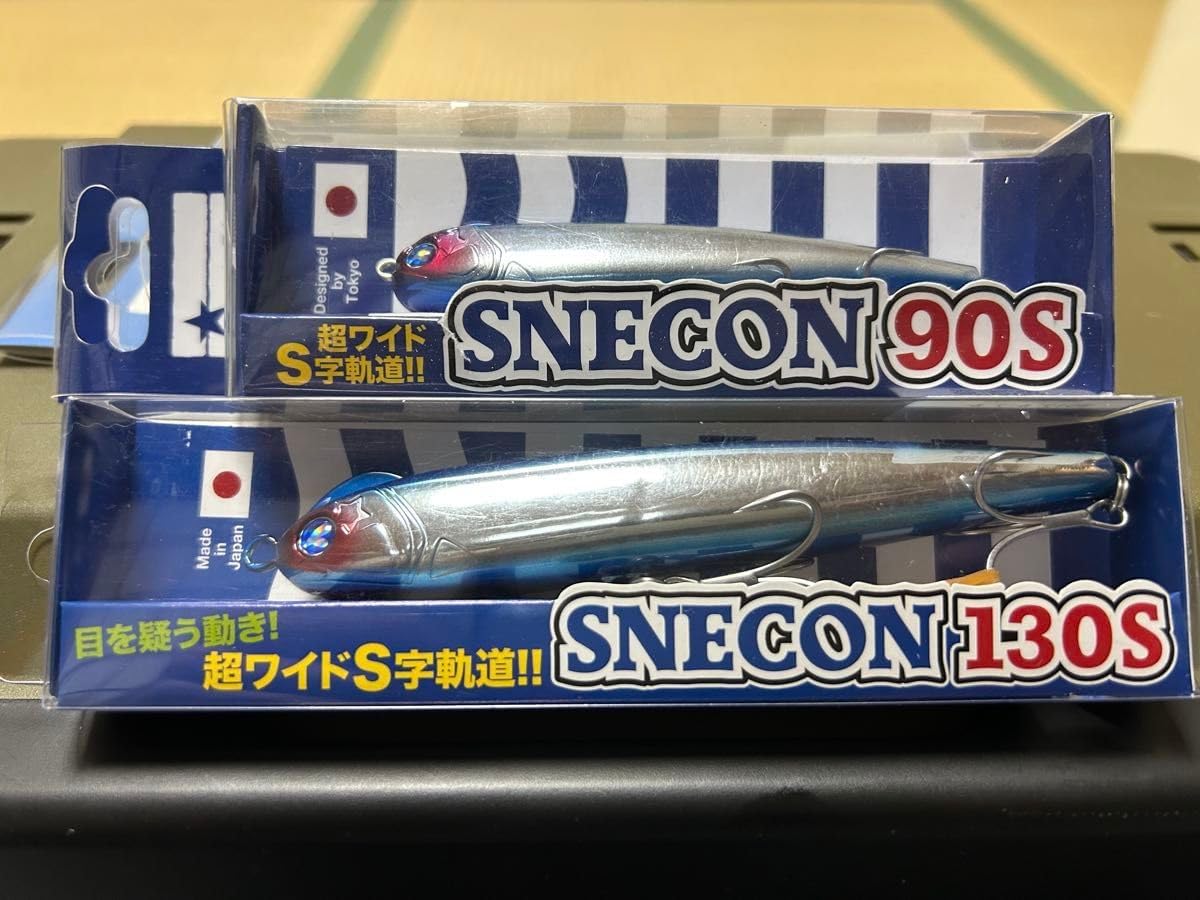 Designed
by
Tokyo
超ワイド
S字軌道!!
SNECON 90S
Made
in
Japan
目を疑う動き!
超ワイドS字軌道!!
SNECON 130S